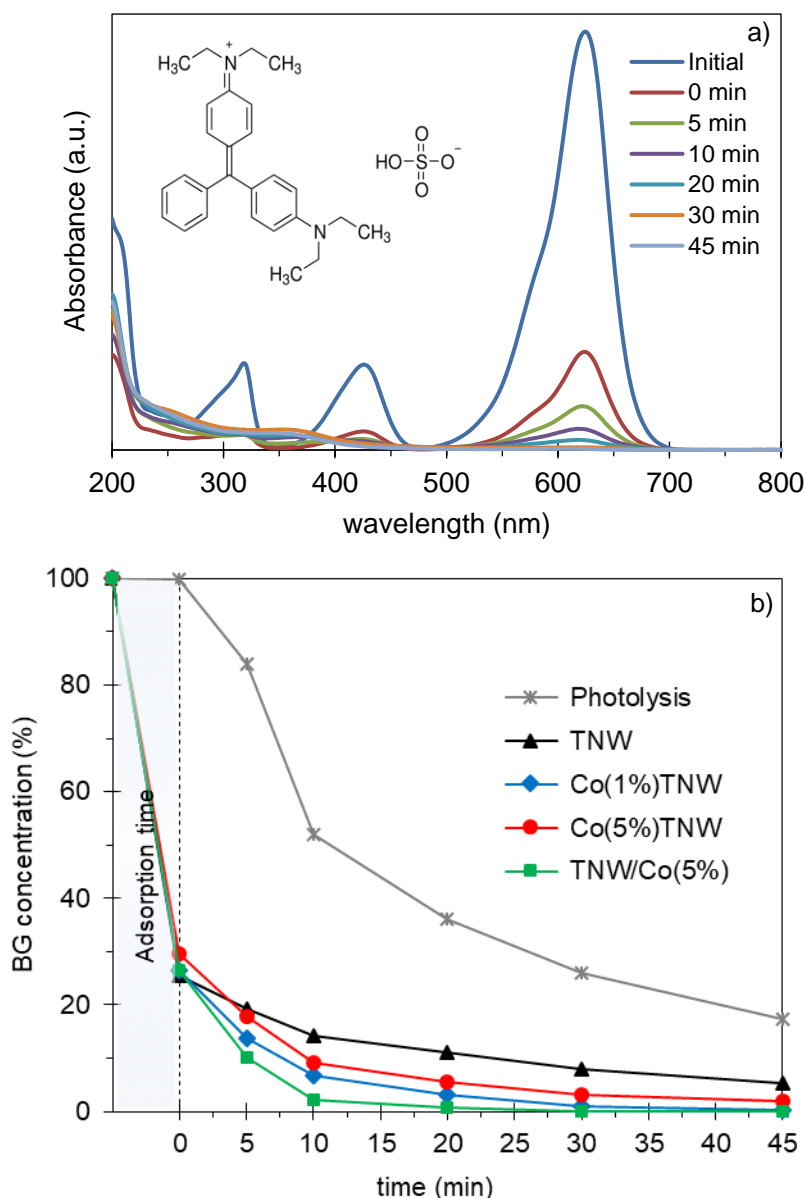 a)
Initial
0 min
5 min
10 min
20 min
30 min
45 min
+
H₃C N CH₃
O
HO S O⁻
O
N CH₃
H₃C
Absorbance (a.u.)
200 300 400 500 600 700 800
wavelength (nm)
b)
100
80
60
40
20
0
BG concentration (%)
Adsorption time
Photolysis
TNW
Co(1%)TNW
Co(5%)TNW
TNW/Co(5%)
0 5 10 15 20 25 30 35 40 45
time (min)